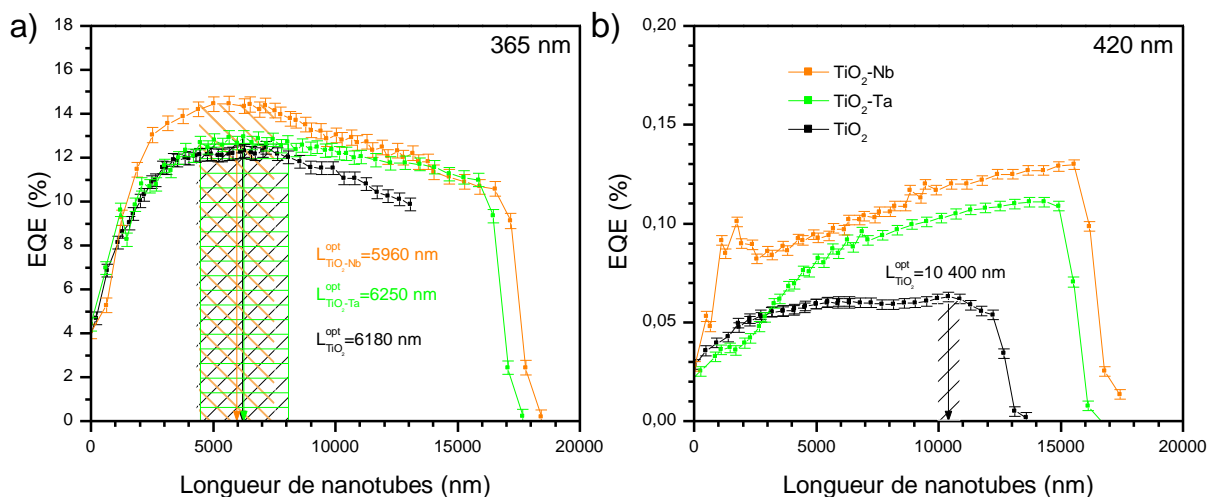 a)
365 nm
EQE (%)
18
16
14
12
10
8
6
4
2
0
L^opt_TiO₂-Nb=5960 nm
L^opt_TiO₂-Ta=6250 nm
L^opt_TiO₂=6180 nm
0 5000 10000 15000 20000
Longueur de nanotubes (nm)
b)
420 nm
EQE (%)
0,20
0,15
0,10
0,05
0,00
TiO₂-Nb
TiO₂-Ta
TiO₂
L^opt_TiO₂=10 400 nm
0 5000 10000 15000 20000
Longueur de nanotubes (nm)